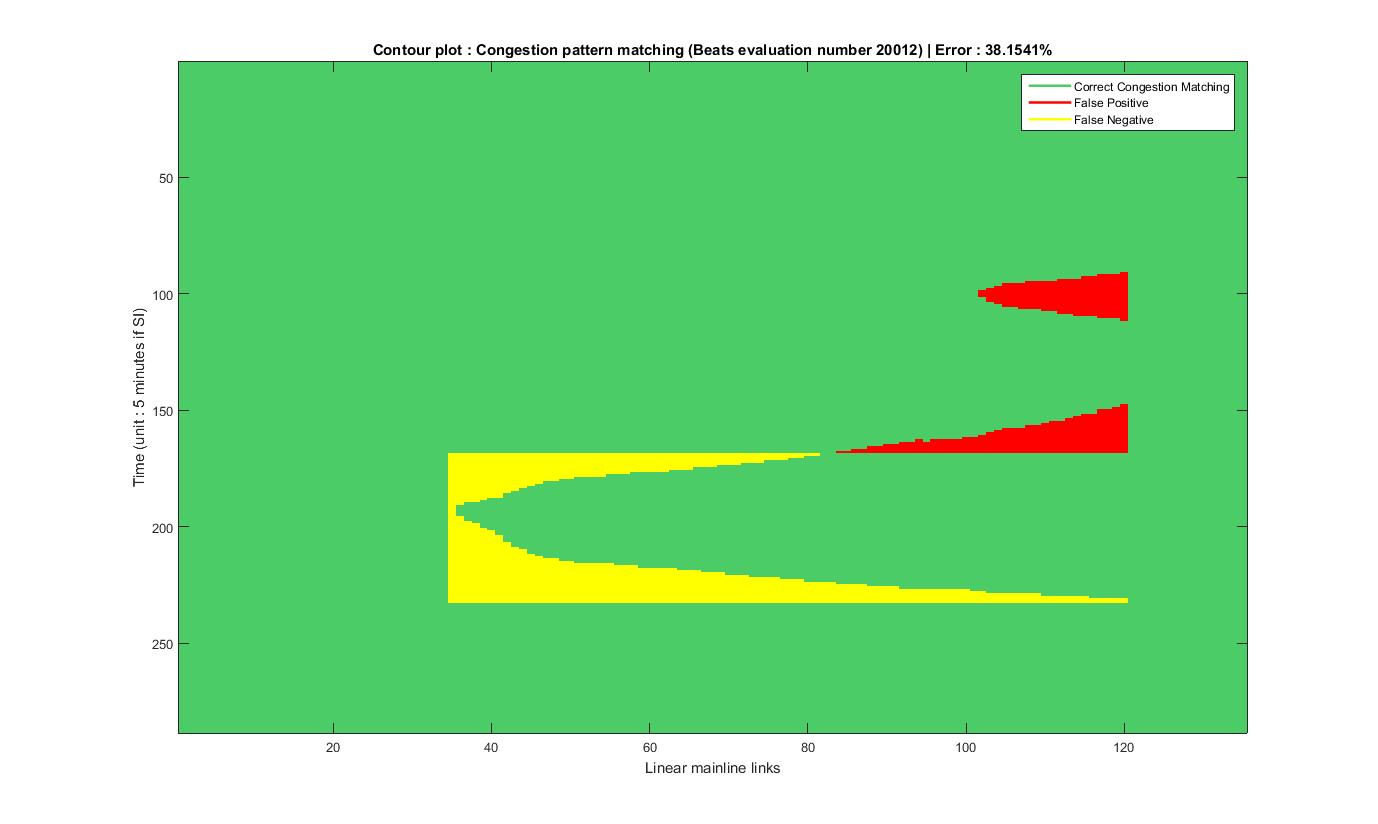 Contour plot : Congestion pattern matching (Beats evaluation number 20012) | Error : 38.1541%
Correct Congestion Matching
False Positive
False Negative
Time (unit : 5 minutes if SI)
50
100
150
200
250
20 40 60 80 100 120
Linear mainline links